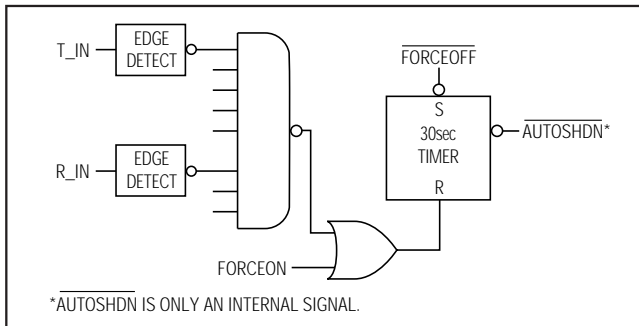 T_IN
EDGE
DETECT
R_IN
EDGE
DETECT
FORCEON
FORCEOFF
S
30sec
TIMER
R
AUTOSHDN*
*AUTOSHDN IS ONLY AN INTERNAL SIGNAL.